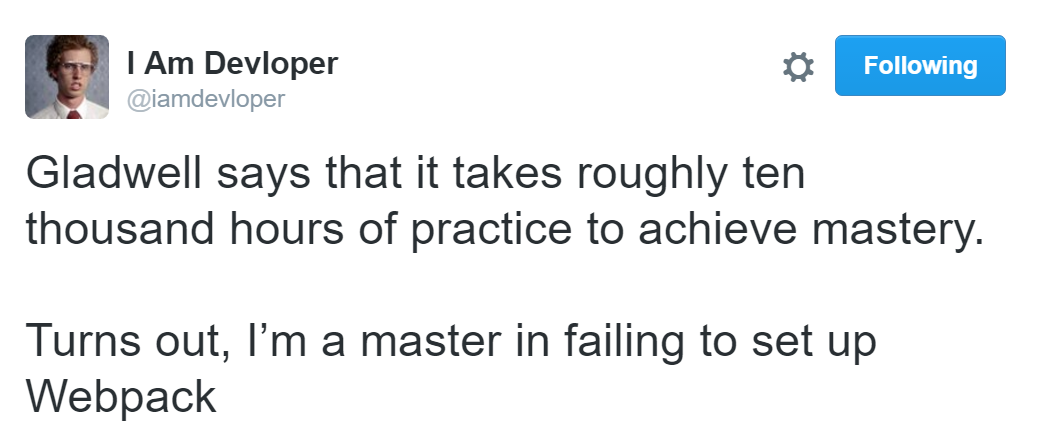 I Am Devloper
@iamdevloper
Following
Gladwell says that it takes roughly ten
thousand hours of practice to achieve mastery.
Turns out, I’m a master in failing to set up
Webpack